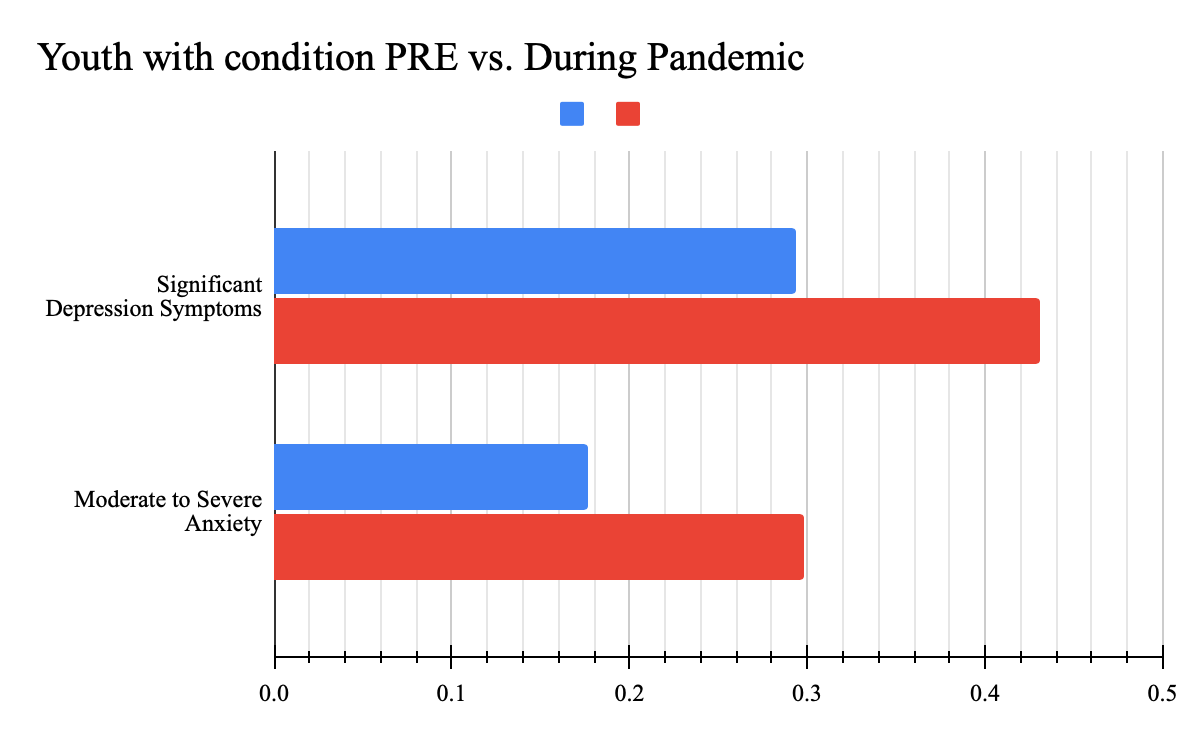 Youth with condition PRE vs. During Pandemic
Significant
Depression Symptoms
Moderate to Severe
Anxiety
0.0 0.1 0.2 0.3 0.4 0.5